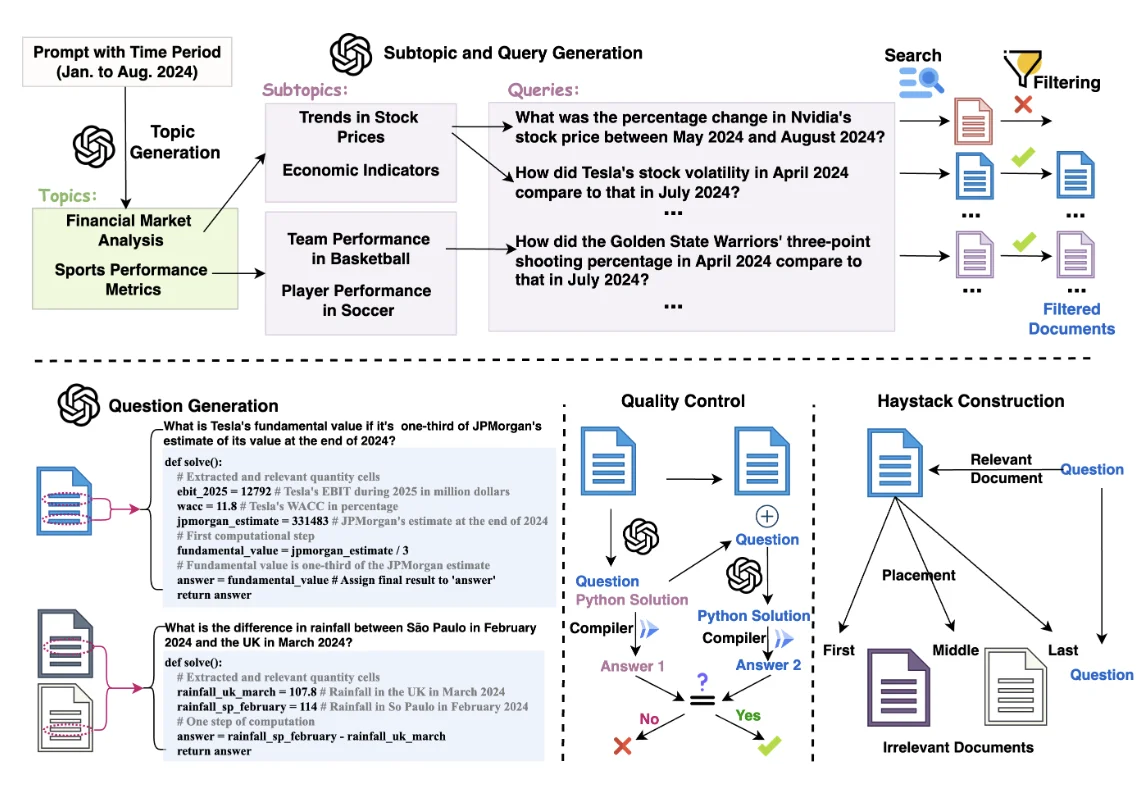 Prompt with Time Period
(Jan. to Aug. 2024)
Topic
Generation
Topics:
Financial Market
Analysis
Sports Performance
Metrics
Subtopic and Query Generation
Subtopics:
Trends in Stock
Prices
Economic Indicators
Team Performance
in Basketball
Player Performance
in Soccer
Queries:
What was the percentage change in Nvidia's
stock price between May 2024 and August 2024?
How did Tesla's stock volatility in April 2024
compare to that in July 2024?
...
How did the Golden State Warriors' three-point
shooting percentage in April 2024 compare to
that in July 2024?
...
Search
Filtering
...
...
...
...
Filtered
Documents
Question Generation
What is Tesla's fundamental value if it's one-third of JPMorgan's
estimate of its value at the end of 2024?
def solve():
# Extracted and relevant quantity cells
ebit_2025 = 12792 # Tesla's EBIT during 2025 in million dollars
wacc = 11.8 # Tesla's WACC in percentage
jpmorgan_estimate = 331483 # JPMorgan's estimate at the end of 2024
# First computational step
fundamental_value = jpmorgan_estimate / 3
# Fundamental value is one-third of the JPMorgan estimate
answer = fundamental_value # Assign final result to 'answer'
return answer
What is the difference in rainfall between São Paulo in February
2024 and the UK in March 2024?
def solve():
# Extracted and relevant quantity cells
rainfall_uk_march = 107.8 # Rainfall in the UK in March 2024
rainfall_sp_february = 114 # Rainfall in So Paulo in February 2024
# One step of computation
answer = rainfall_sp_february - rainfall_uk_march
return answer
Quality Control
Question
Python Solution
Compiler
Answer 1
Question
Python Solution
Compiler
Answer 2
?
=
No
Yes
Haystack Construction
Relevant
Document
Question
Placement
First
Middle
Last
Question
Irrelevant Documents